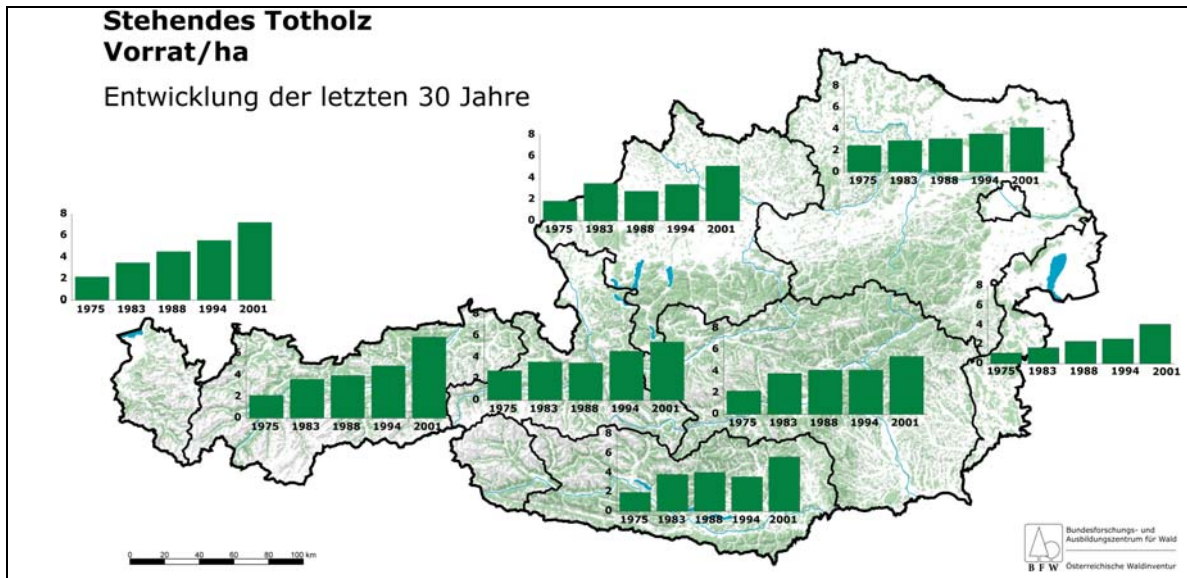 Stehendes Totholz
Vorrat/ha
Entwicklung der letzten 30 Jahre
8
6
4
2
0
1975 1983 1988 1994 2001
8
6
4
2
0
1975 1983 1988 1994 2001
8
6
4
2
0
1975 1983 1988 1994 2001
8
6
4
2
0
1975 1983 1988 1994 2001
8
6
4
2
0
1975 1983 1988 1994 2001
8
6
4
2
0
1975 1983 1988 1994 2001
8
6
4
2
0
1975 1983 1988 1994 2001
8
6
4
2
0
1975 1983 1988 1994 2001
0 20 40 60 80 100 km
BFW
Bundesforschungs- und
Ausbildungszentrum für Wald
Österreichische Waldinventur